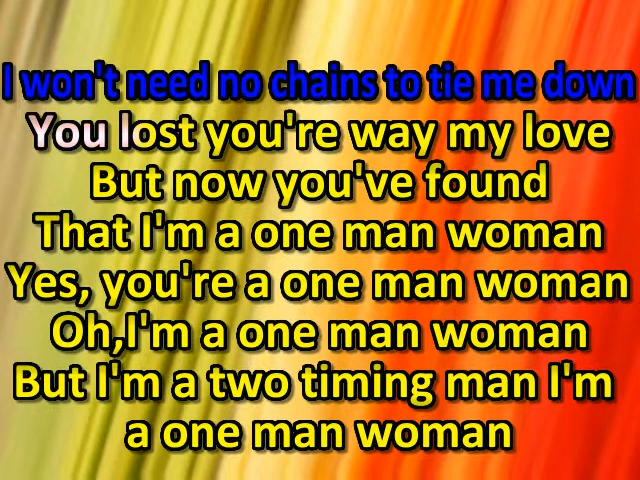 I won't need no chains to tie me down
You lost you're way my love
But now you've found
That I'm a one man woman
Yes, you're a one man woman
Oh,I'm a one man woman
But I'm a two timing man I'm
a one man woman